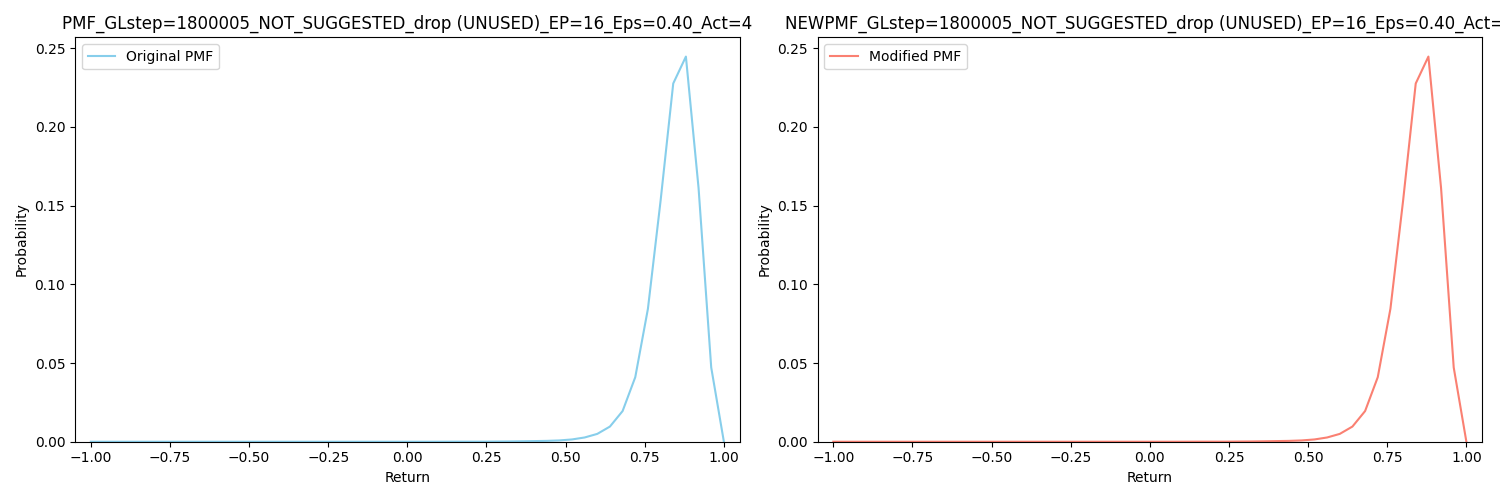 PMF_GLstep=1800005_NOT_SUGGESTED_drop (UNUSED)_EP=16_Eps=0.40_Act=4
Original PMF
Probability
0.25
0.20
0.15
0.10
0.05
0.00
−1.00 −0.75 −0.50 −0.25 0.00 0.25 0.50 0.75 1.00
Return
NEWPMF_GLstep=1800005_NOT_SUGGESTED_drop (UNUSED)_EP=16_Eps=0.40_Act=
Modified PMF
Probability
0.25
0.20
0.15
0.10
0.05
0.00
−1.00 −0.75 −0.50 −0.25 0.00 0.25 0.50 0.75 1.00
Return